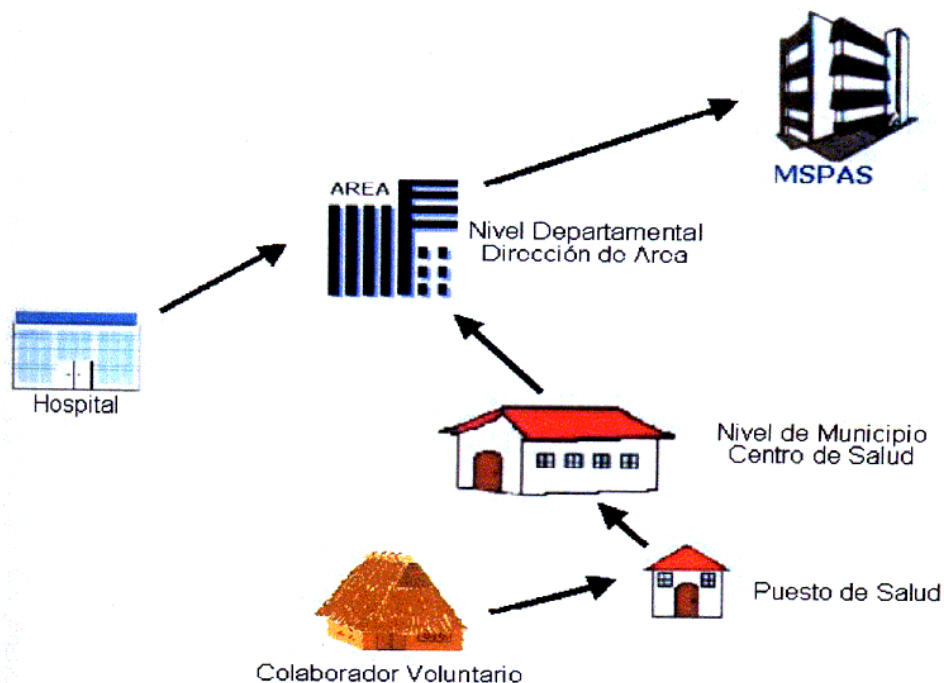 MSPAS
AREA
Nivel Departamental
Dirección de Area
Hospital
Nivel de Municipio
Centro de Salud
Puesto de Salud
Colaborador Voluntario